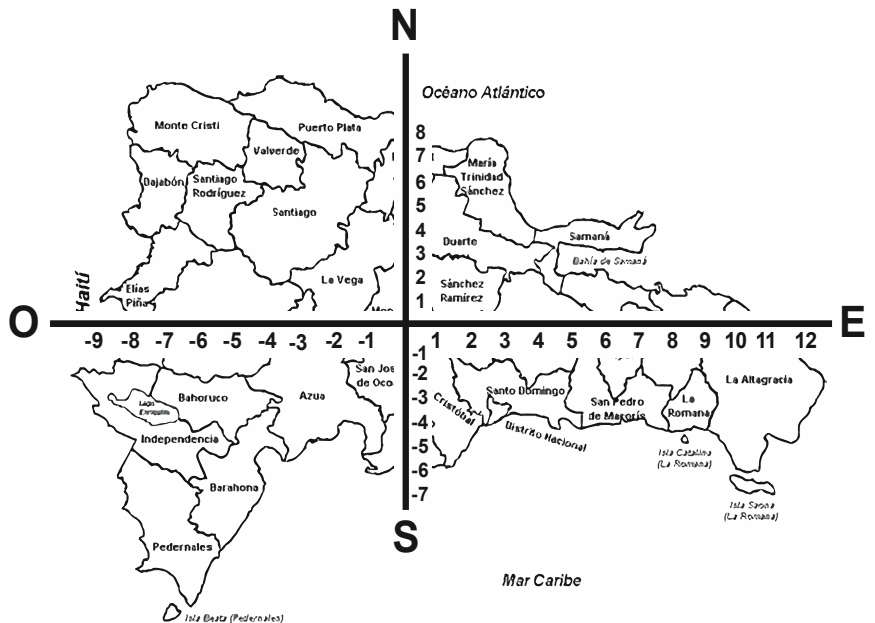 N
Océano Atlántico
Monte Cristi
Puerto Plata
8
Valverde
7
María
Trinidad
Sánchez
Dajabón
Santiago
Rodríguez
6
Santiago
5
4
Duarte
Samaná
3
Bahía de Samaná
Haití
La Vega
2
Sánchez
Ramírez
Elías
Piña
1
O
E
-9 -8 -7 -6 -5 -4 -3 -2 -1 1 2 3 4 5 6 7 8 9 10 11 12
-1
San Jos
de Oco
-2
La Altagracia
Bahoruco
Azua
-3
Santo Domingo
Cristóbal
San Pedro
de Macorís
La
Romana
Lago
-4
Distrito Nacional
Independencia
-5
Isla Catalina
(La Romana)
-6
Barahona
-7
Isla Saona
(La Romana)
S
Pedernales
Mar Caribe
Isla Beata (Pedernales)